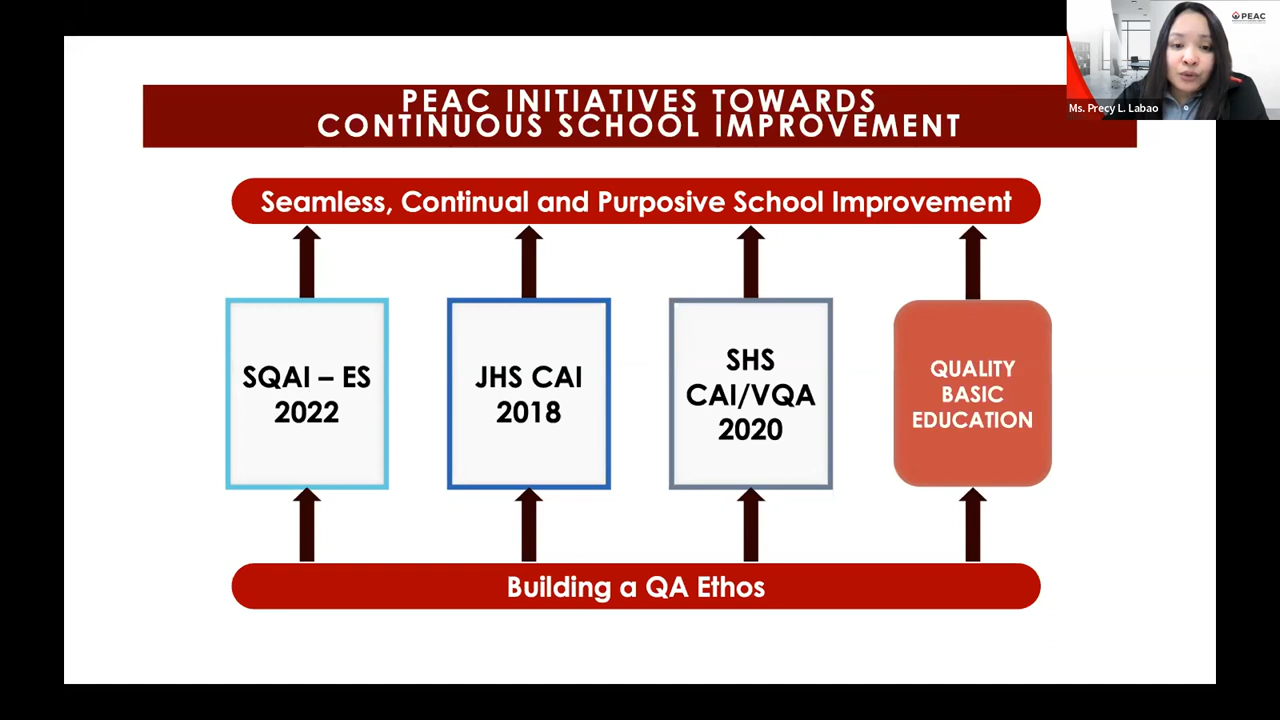 PEAC INITIATIVES TOWARDS
CONTINUOUS SCHOOL IMPROVEMENT
PEAC
Ms. Precy L. Labao
Seamless, Continual and Purposive School Improvement
SQAI – ES
2022
JHS CAI
2018
SHS
CAI/VQA
2020
QUALITY
BASIC
EDUCATION
Building a QA Ethos